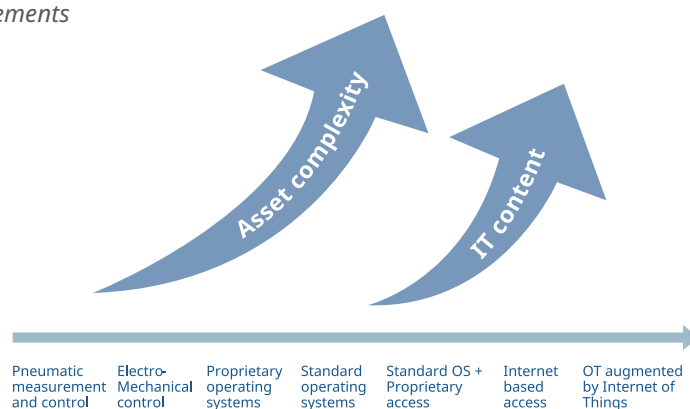 Asset complexity
IT content
Pneumatic
measurement
and control
Electro-
Mechanical
control
Proprietary
operating
systems
Standard
operating
systems
Standard OS +
Proprietary
access
Internet
based
access
OT augmented
by Internet of
Things